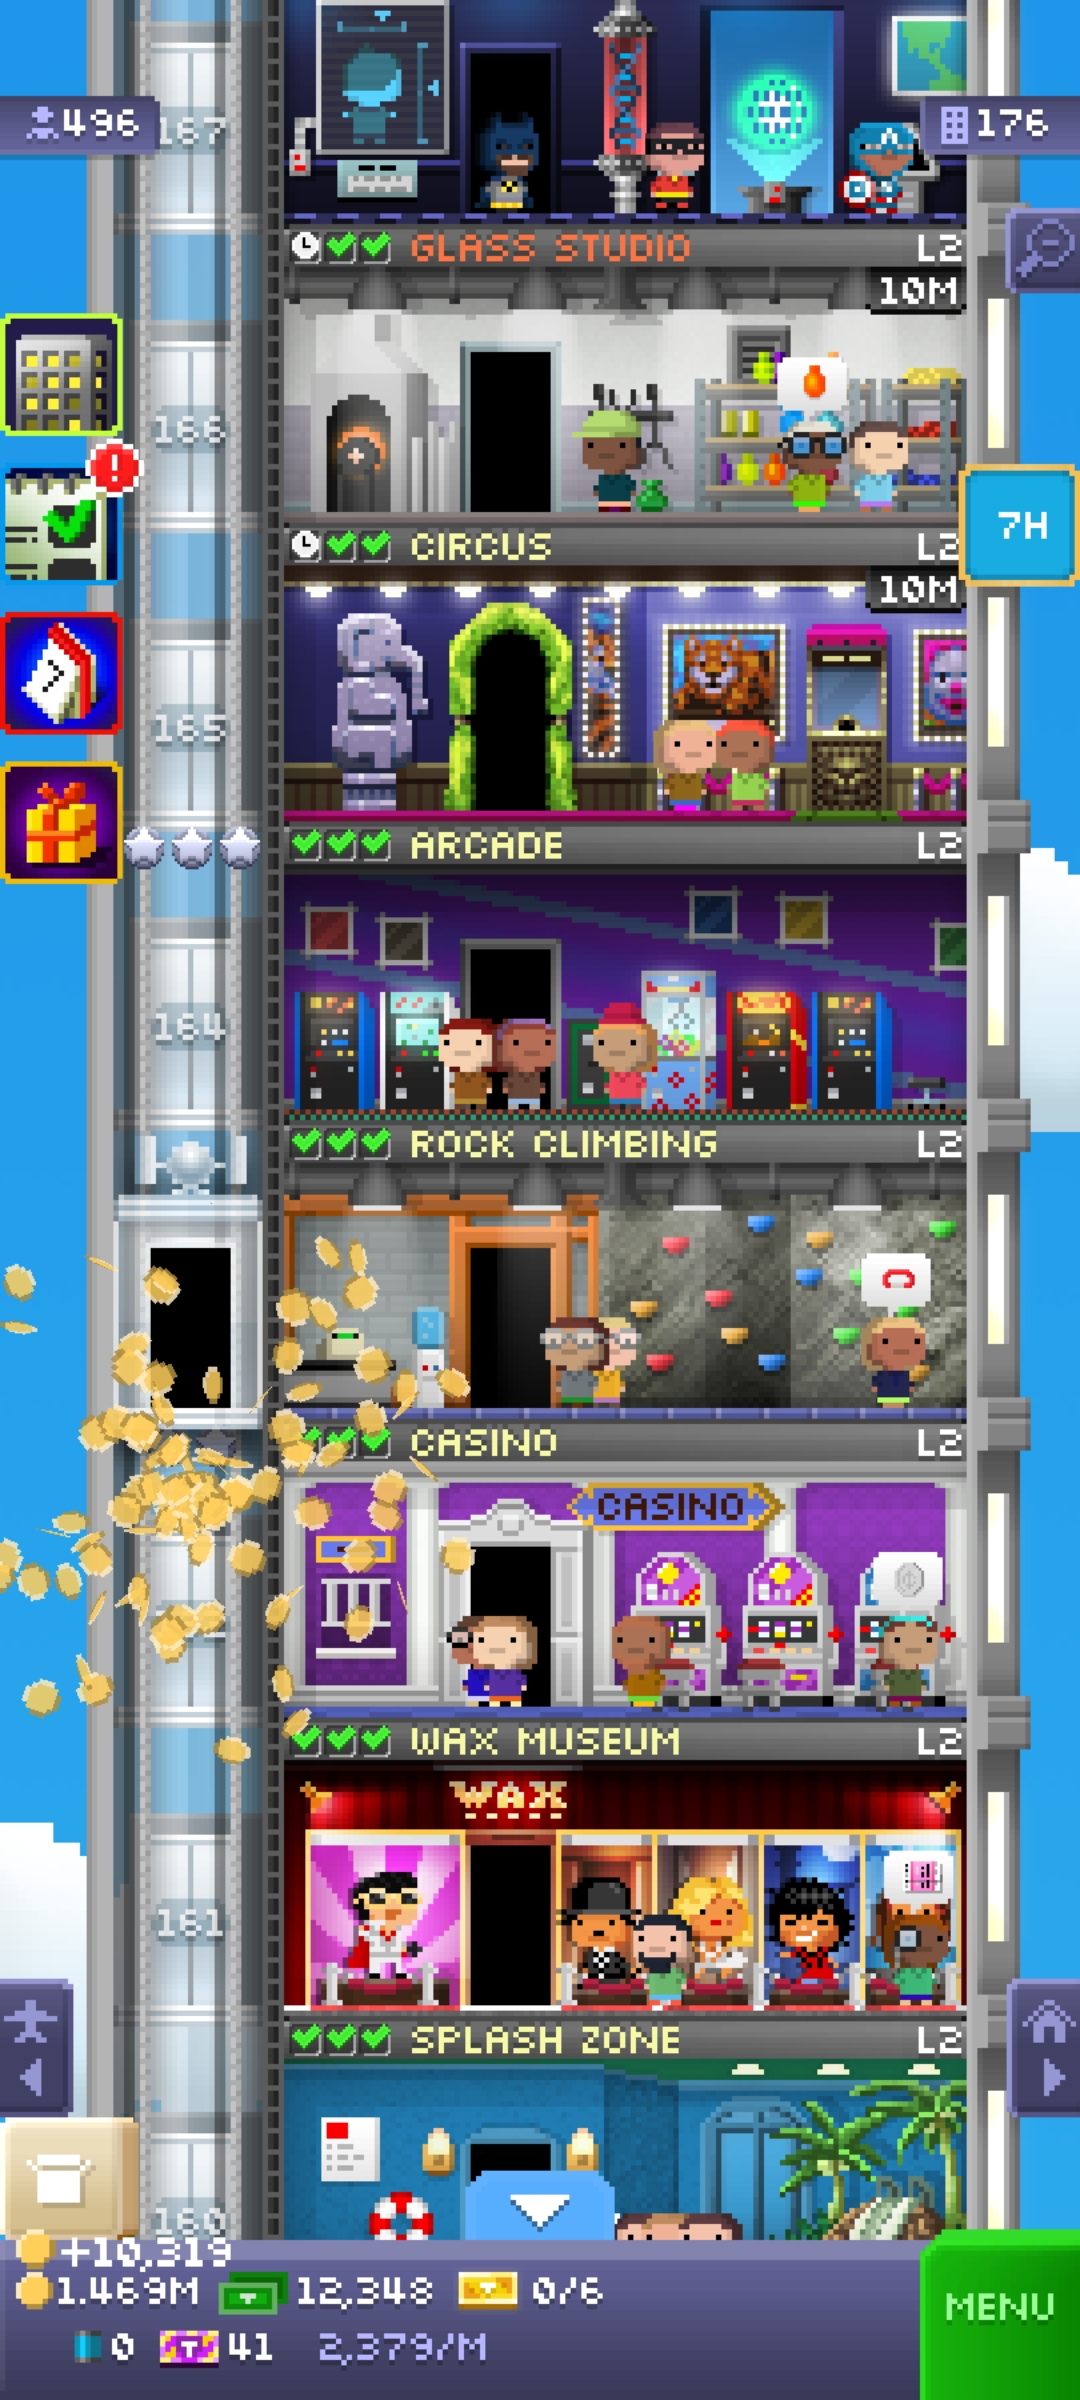 496
167
176
GLASS STUDIO L2
10M
166
7H
CIRCUS L2
10M
165
ARCADE L2
164
ROCK CLIMBING L2
CASINO L2
CASINO
WAX MUSEUM L2
WAX
161
SPLASH ZONE L2
160
+10,319
1.469M 12,348 0/6
MENU
0 41 2,379/M